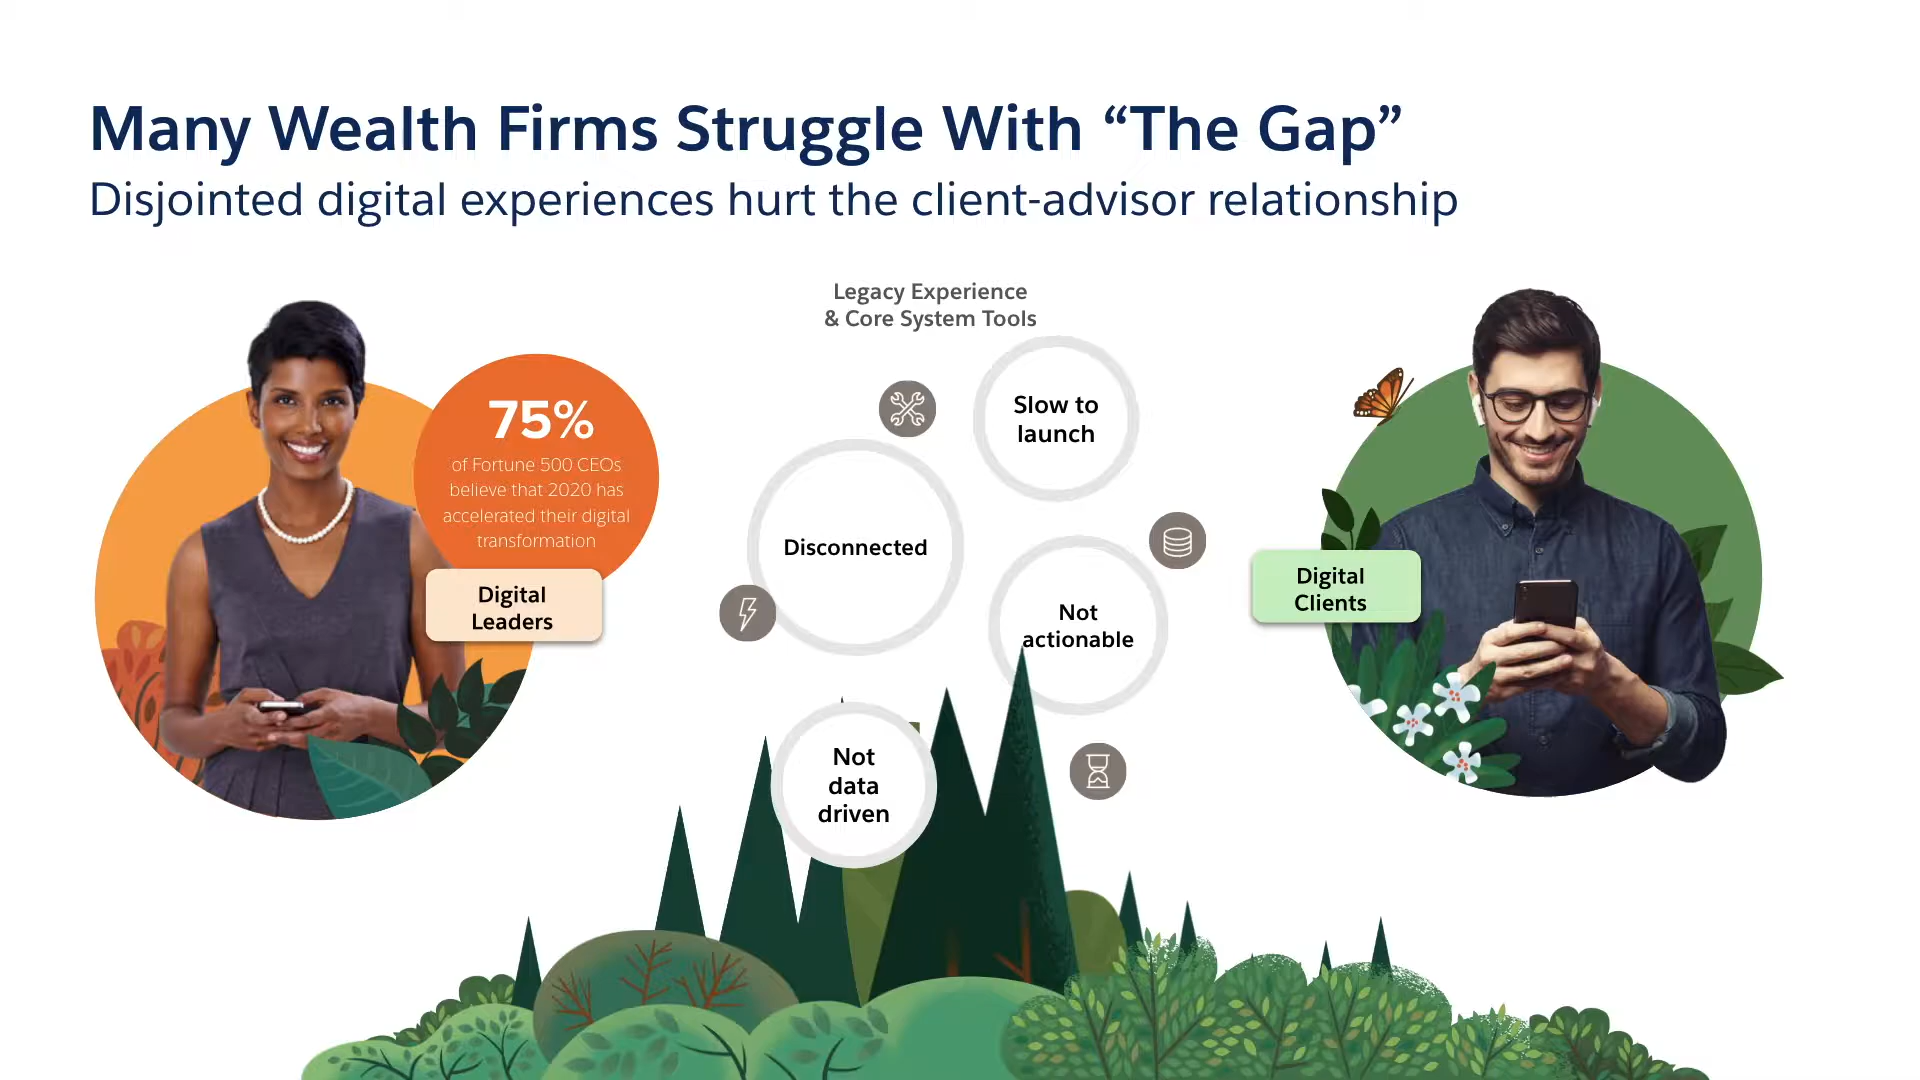 Many Wealth Firms Struggle With “The Gap”
Disjointed digital experiences hurt the client-advisor relationship
Legacy Experience
& Core System Tools
75%
of Fortune 500 CEOs
believe that 2020 has
accelerated their digital
transformation
Digital
Leaders
Slow to
launch
Disconnected
Not
actionable
Not
data
driven
Digital
Clients